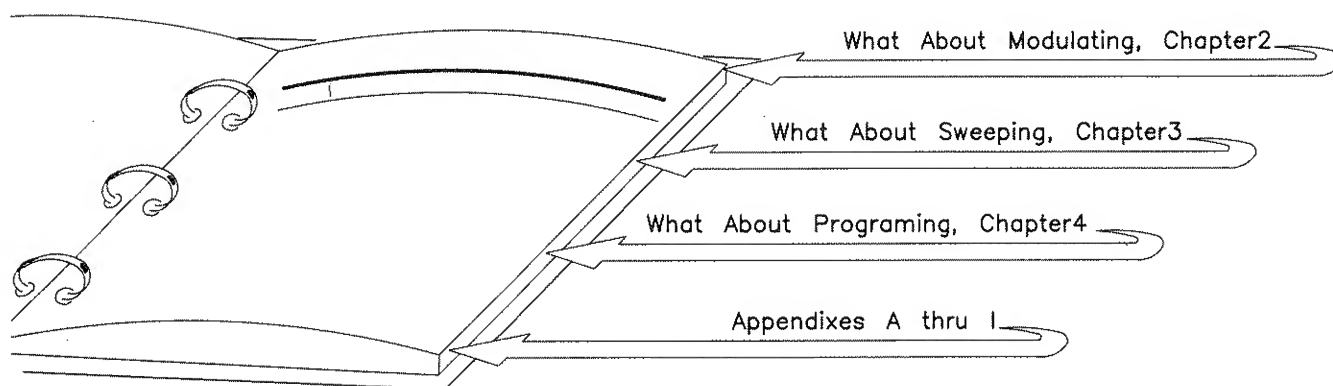 What About Modulating, Chapter2
What About Sweeping, Chapter3
What About Programing, Chapter4
Appendixes A thru I